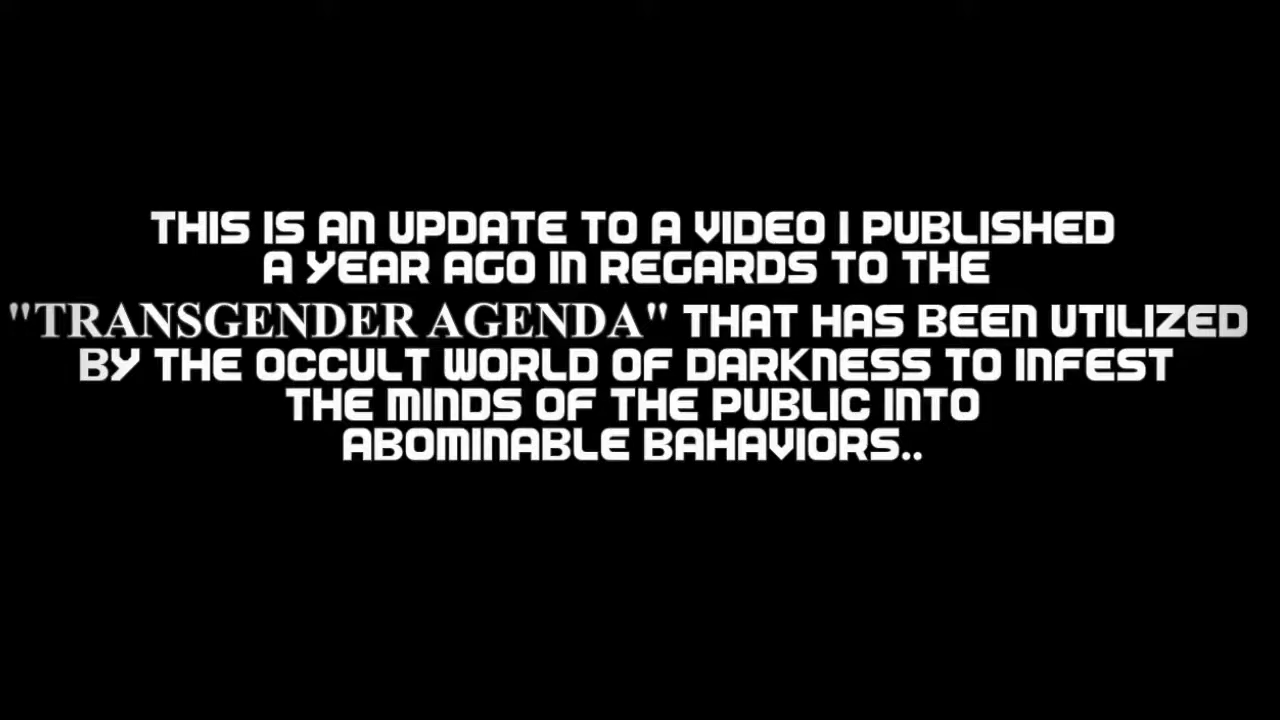 THIS IS AN UPDATE TO A VIDEO I PUBLISHED
A YEAR AGO IN REGARDS TO THE
"TRANSGENDER AGENDA" THAT HAS BEEN UTILIZED
BY THE OCCULT WORLD OF DARKNESS TO INFEST
THE MINDS OF THE PUBLIC INTO
ABOMINABLE BAHAVIORS..